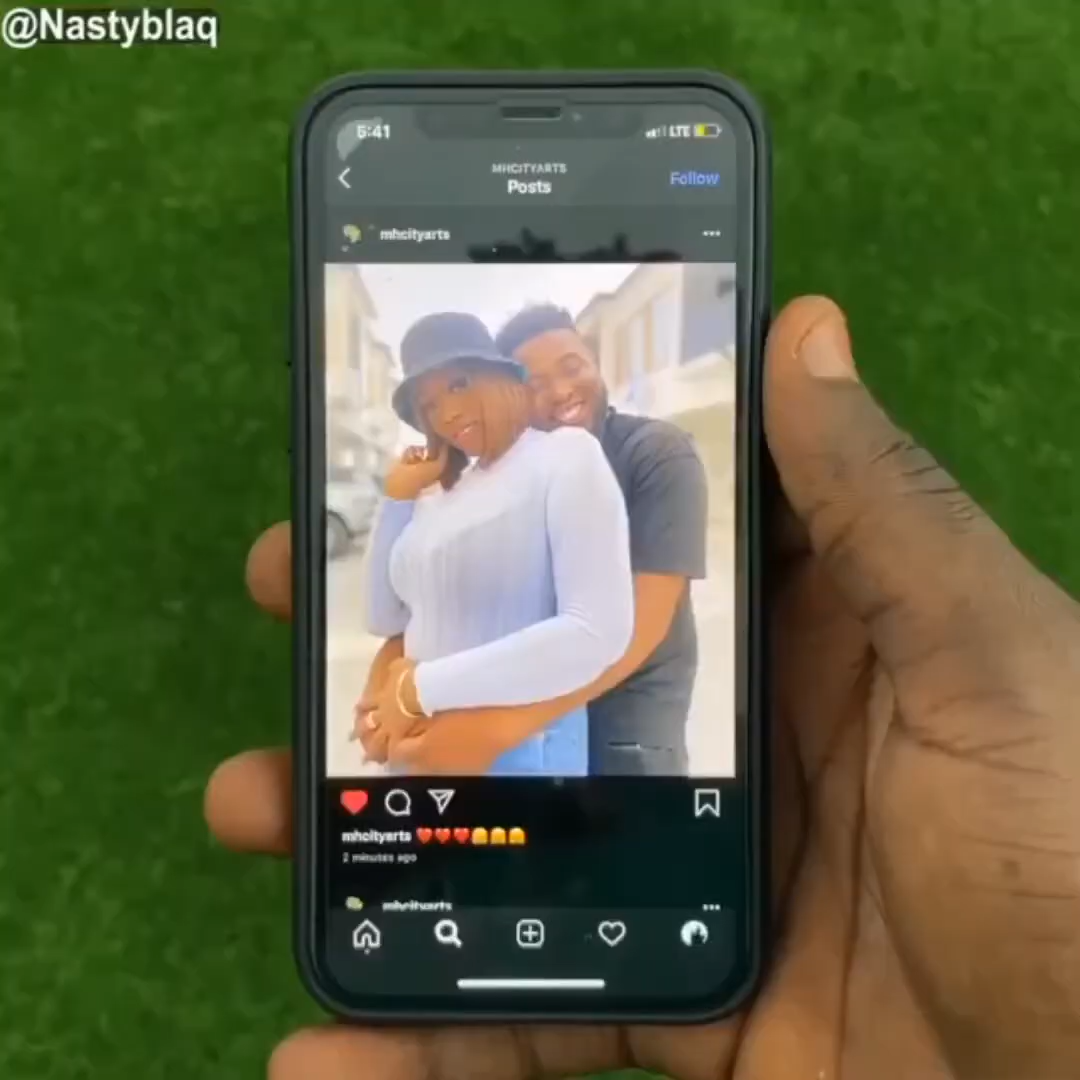 @Nastyblaq
5:41
LTE
MHCITYARTS
Posts
Follow
mhcityarts
mhcityarts ❤️❤️❤️
2 minutes ago
mhcityarts